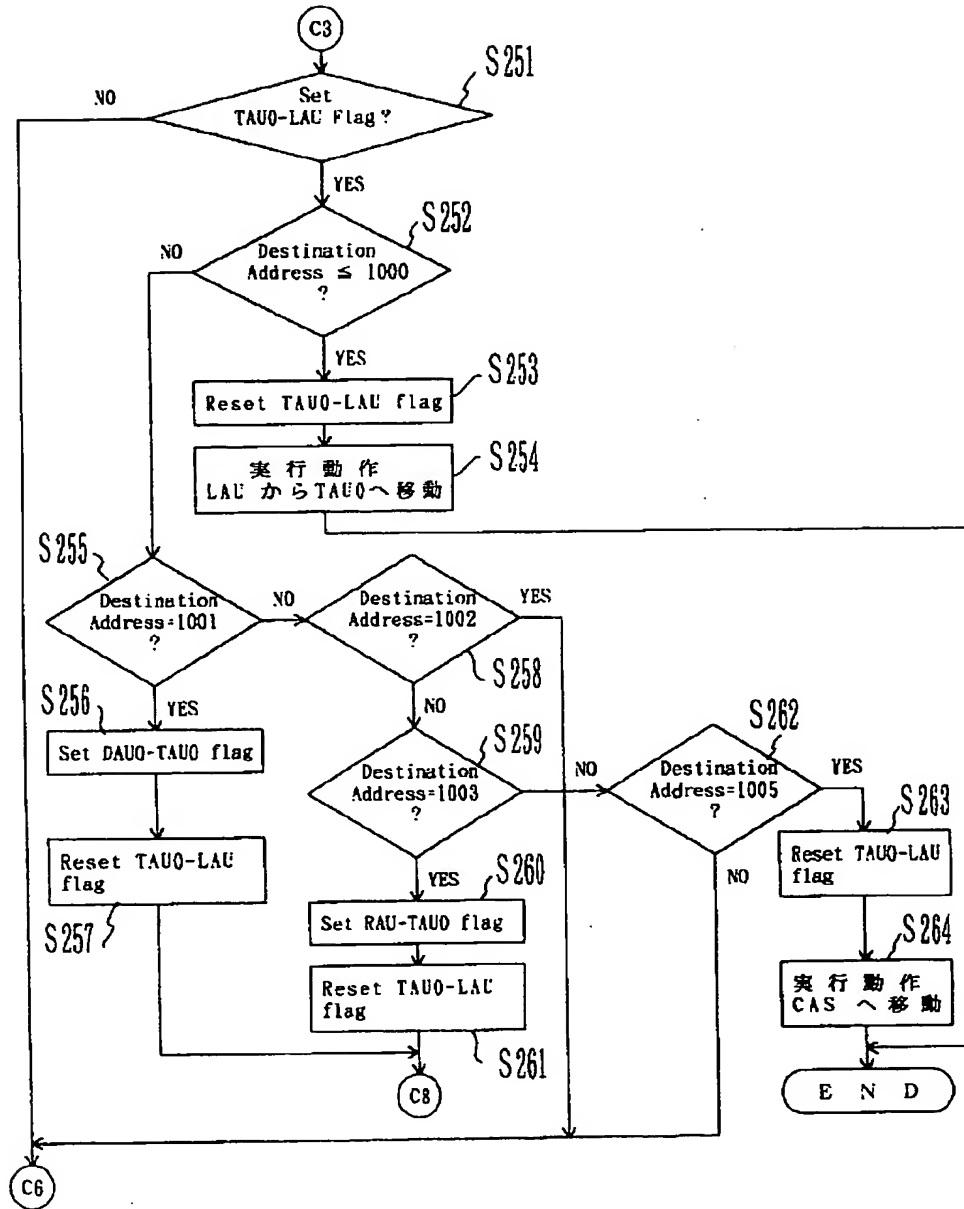 C3
S251
NO
Set
TAU0-LAU Flag?
YES
S252
NO
Destination
Address ≦ 1000
?
YES
S253
Reset TAU0-LAU flag
S254
実行動作
LAU からTAU0へ移動
S255
Destination
Address=1001
?
NO
Destination
Address=1002
?
YES
S258
S256
YES
NO
Set DAU0-TAU0 flag
S259
Destination
Address=1003
?
NO
S262
Destination
Address=1005
?
YES
S263
Reset TAU0-LAU
flag
NO
Reset TAU0-LAU
flag
S257
YES
S260
Set RAU-TAU0 flag
S264
実行動作
CAS へ移動
Reset TAU0-LAU
flag
S261
C8
END
C6